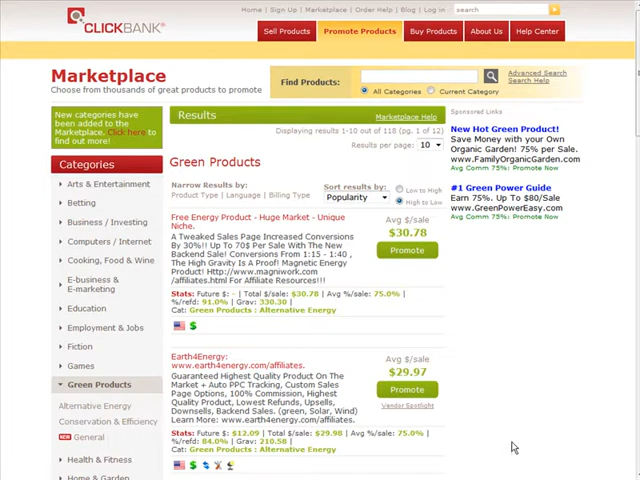 Home | Sign Up | Marketplace | Order Help | Blog | Log in
search
CLICKBANK®
Sell Products
Promote Products
Buy Products
About Us
Help Center
Marketplace
Choose from thousands of great products to promote
Find Products:
All Categories
Current Category
Advanced Search
Search Help
New categories have
been added to the
Marketplace. Click here to
find out more!
Categories
Arts & Entertainment
Betting
Business / Investing
Computers / Internet
Cooking, Food & Wine
E-business &
E-marketing
Education
Employment & Jobs
Fiction
Games
Green Products
Alternative Energy
Conservation & Efficiency
NEW General
Health & Fitness
Home & Garden
Results
Marketplace Help
Displaying results 1-10 out of 118 (pg. 1 of 12)
Results per page: 10
Green Products
Narrow Results by:
Product Type | Language | Billing Type
Sort results by:
Popularity
Low to High
High to Low
Free Energy Product - Huge Market - Unique
Niche.
A Tweaked Sales Page Increased Conversions
By 30%!! Up To 70$ Per Sale With The New
Backend Sale! Conversions From 1:15 - 1:40 ,
The High Gravity Is A Proof! Magnetic Energy
Product! Http://www.magniwork.com
/affiliates.html For Affiliate Resources!!!
Stats: Future $: - | Total $/sale: $30.78 | Avg %/sale: 75.0% |
%/refd: 91.0% | Grav: 330.30
Cat: Green Products : Alternative Energy
Avg $/sale
$30.78
Promote
Earth4Energy:
www.earth4energy.com/affiliates.
Guaranteed Highest Quality Product On The
Market + Auto PPC Tracking, Custom Sales
Page Options, 100% Commission, Highest
Quality Product, Lowest Refunds, Upsells,
Downsells, Backend Sales. (green, Solar, Wind)
Learn More: www.earth4energy.com/affiliates.
Stats: Future $: $12.09 | Total $/sale: $29.98 | Avg %/sale: 75.0% |
%/refd: 84.0% | Grav: 210.58
Cat: Green Products : Alternative Energy
Avg $/sale
$29.97
Promote
Vendor Spotlight
Sponsored Links
New Hot Green Product!
Save Money with your Own
Organic Garden! 75% per Sale.
www.FamilyOrganicGarden.com
Avg Comm 75%: Promote Now
#1 Green Power Guide
Earn 75%. Up To $80/Sale
www.GreenPowerEasy.com
Avg Comm 75%: Promote Now